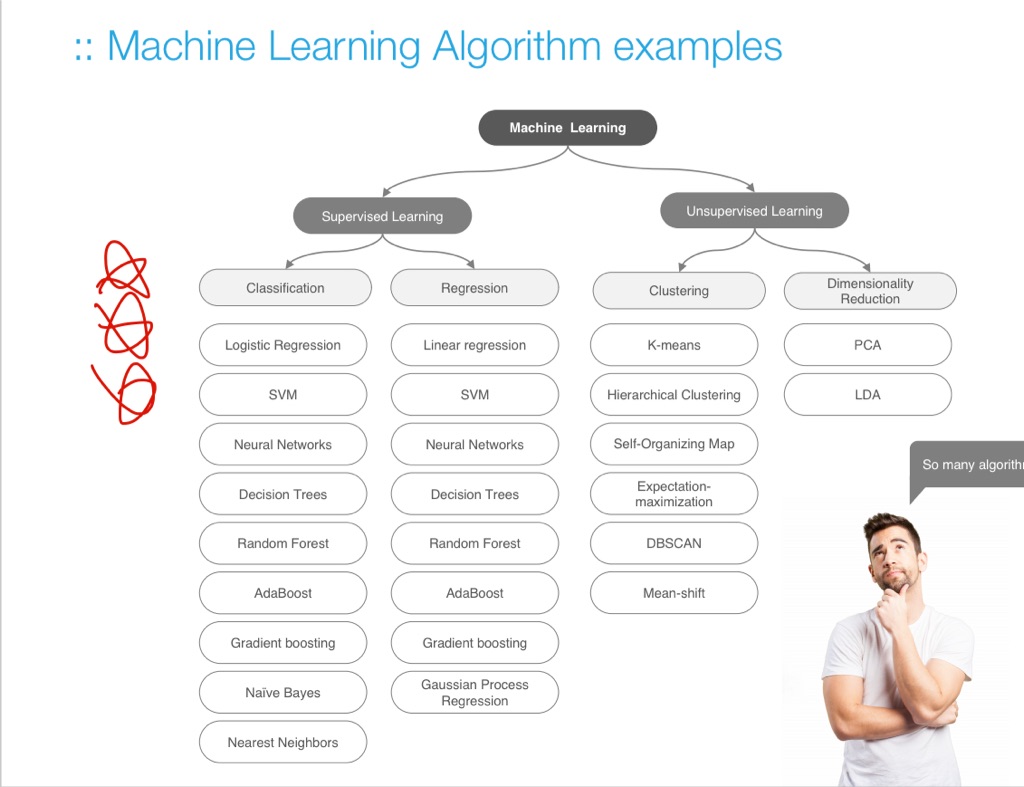 :: Machine Learning Algorithm examples
Machine Learning
Supervised Learning
Unsupervised Learning
Classification
Regression
Clustering
Dimensionality
Reduction
Logistic Regression
Linear regression
K-means
PCA
SVM
SVM
Hierarchical Clustering
LDA
Neural Networks
Neural Networks
Self-Organizing Map
So many
Decision Trees
Decision Trees
Expectation-
maximization
Random Forest
Random Forest
DBSCAN
AdaBoost
AdaBoost
Mean-shift
Gradient boosting
Gradient boosting
Naïve Bayes
Gaussian Process
Regression
Nearest Neighbors